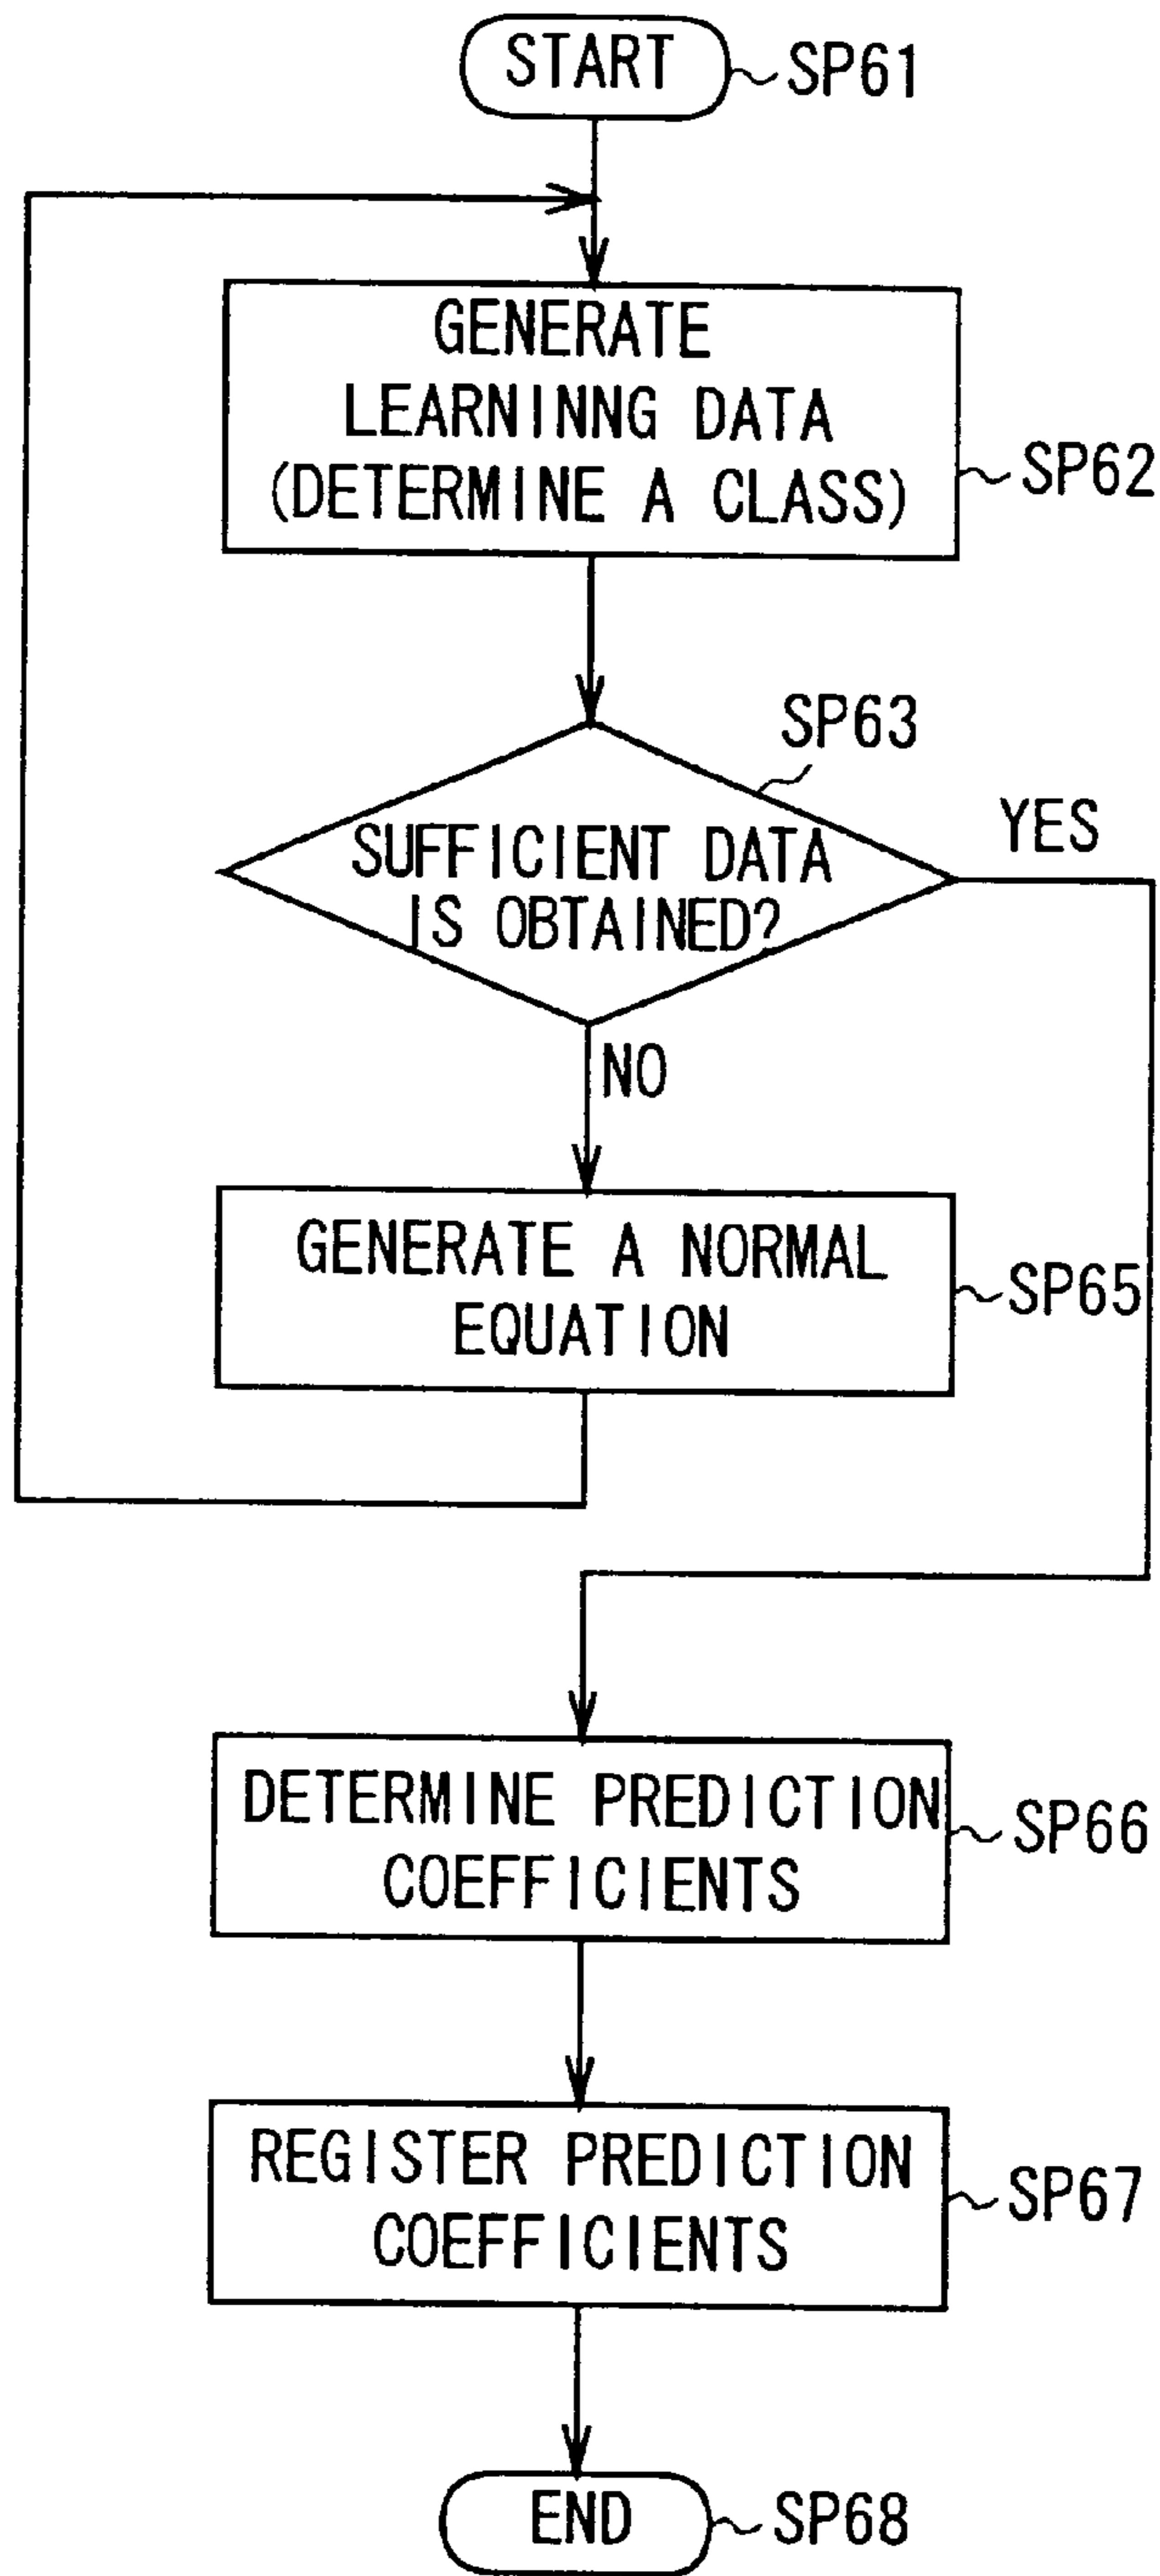 START
SP61
GENERATE
LEARNINNG DATA
(DETERMINE A CLASS)
SP62
SP63
SUFFICIENT DATA
IS OBTAINED?
YES
NO
GENERATE A NORMAL
EQUATION
SP65
DETERMINE PREDICTION
COEFFICIENTS
SP66
REGISTER PREDICTION
COEFFICIENTS
SP67
END
SP68